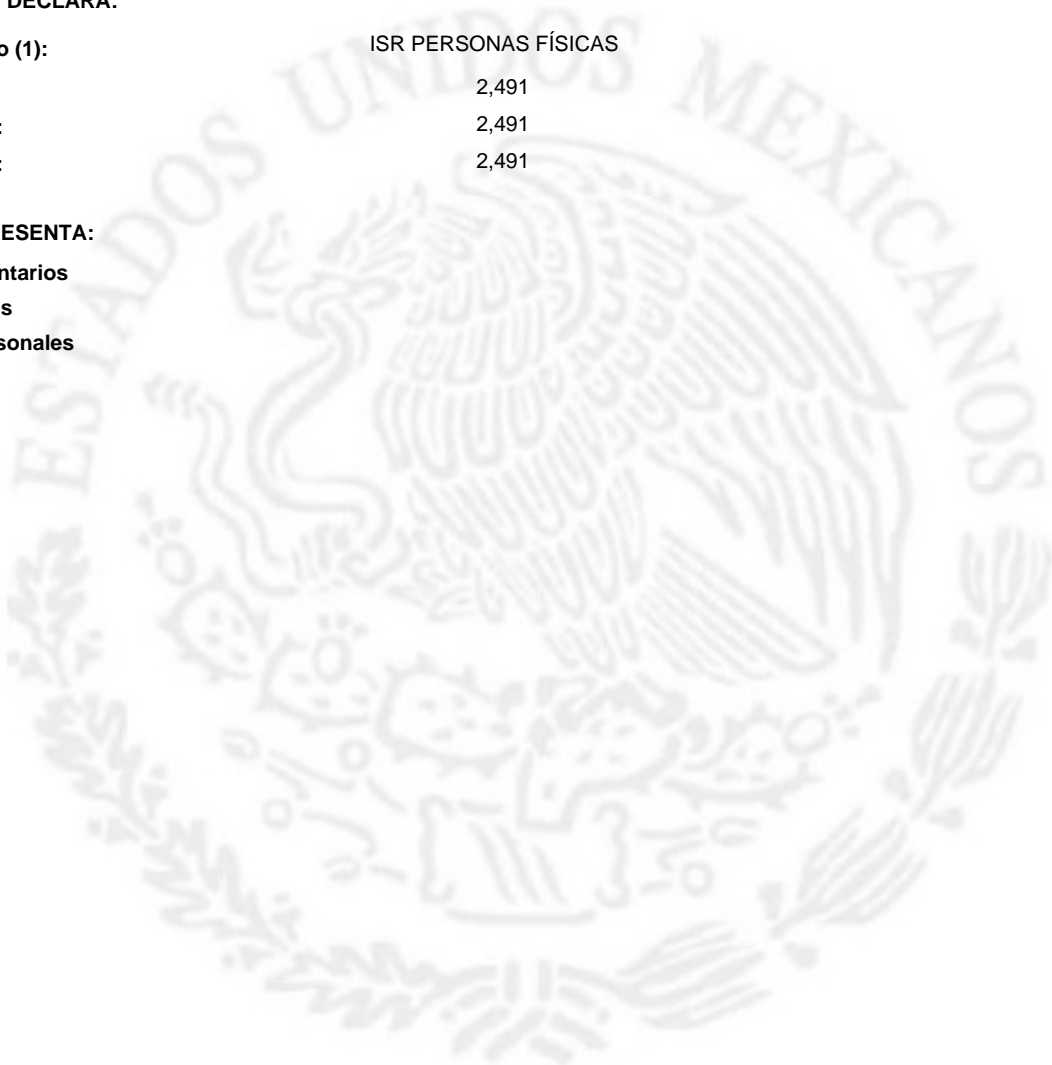 DECLARA:
o (1): ISR PERSONAS FÍSICAS
2,491
: 2,491
: 2,491
ESENTA:
ntarios
s
sonales
ESTADOS UNIDOS MEXICANOS